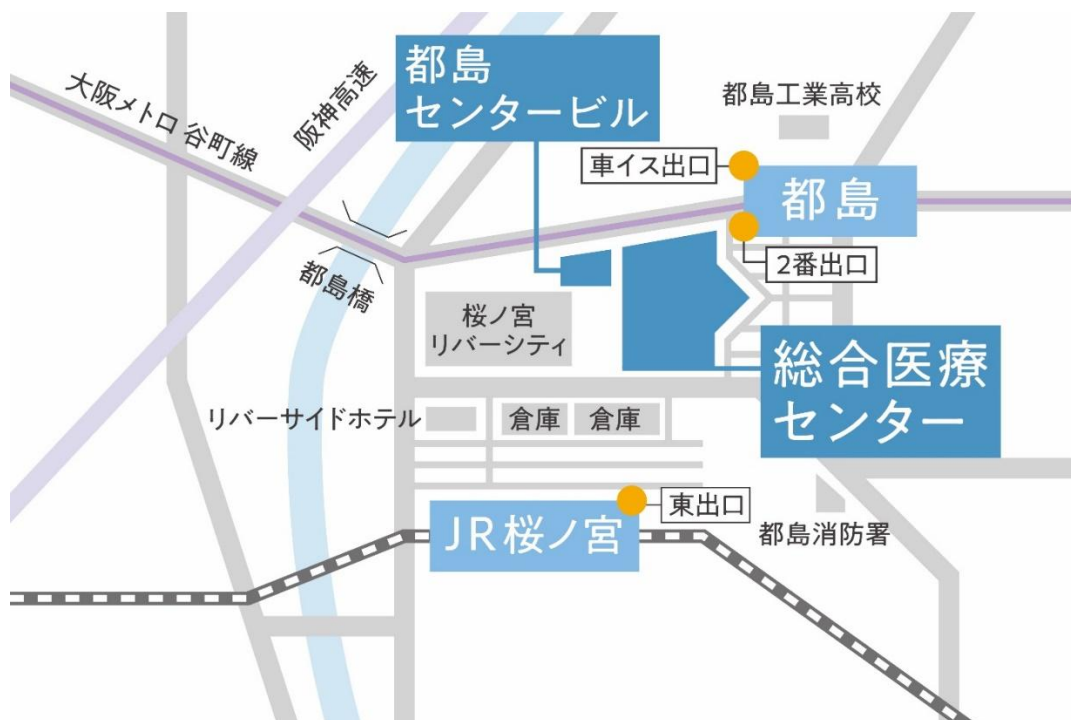 都島
センタービル
大阪メトロ 谷町線
阪神高速
都島工業高校
車イス出口
都島
2番出口
都島橋
桜ノ宮
リバーシティ
総合医療
センター
リバーサイドホテル
倉庫
倉庫
東出口
JR桜ノ宮
都島消防署